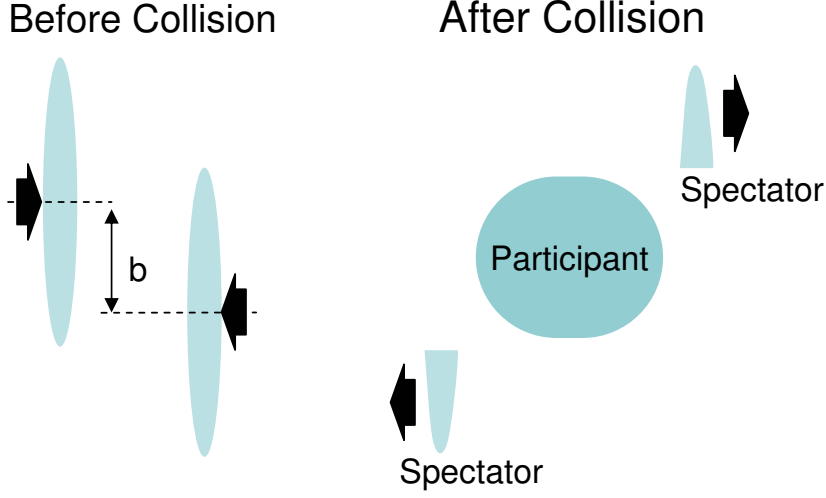 Before Collision
After Collision
b
Spectator
Participant
Spectator